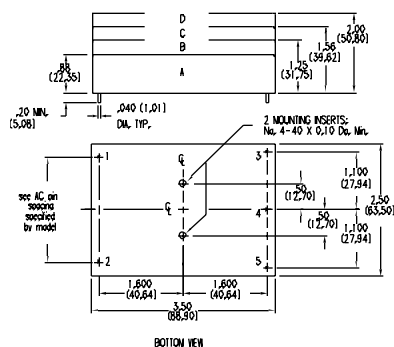 D
C
B
A
2,00
(50,80)
1,56
(39,62)
1,25
(31,75)
,88
(22,35)
,20 MIN,
(5,08)
,040 (1,01)
DIA, TYP,
2 MOUNTING INSERTS;
No, 4-40 X 0,10 Dp, Min,
1
3
see AC pin
spacing
specified
by model
,50
(12,70)
1,100
(27,94)
2,50
(63,50)
4
,50
(12,70)
1,100
(27,94)
2
5
1,600
(40,64)
1,600
(40,64)
3,50
(88,90)
BOTTOM VIEW